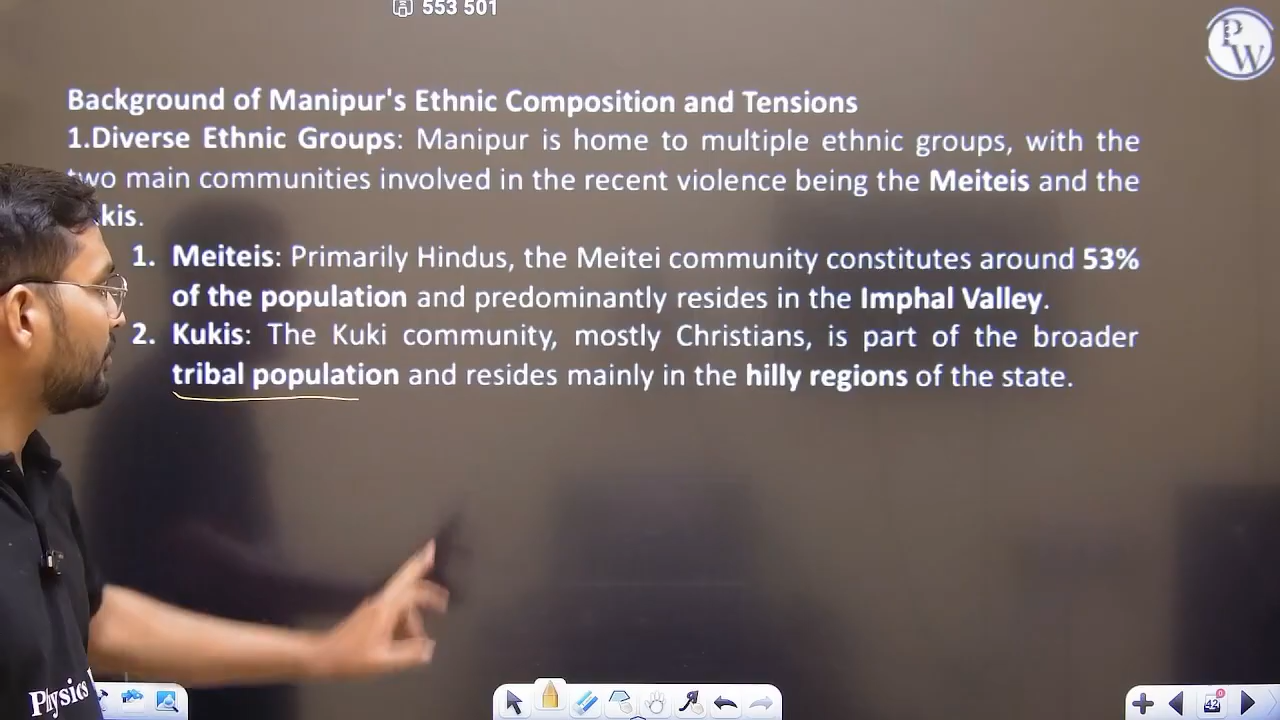 553 501
PW
Background of Manipur's Ethnic Composition and Tensions
1.Diverse Ethnic Groups: Manipur is home to multiple ethnic groups, with the
two main communities involved in the recent violence being the Meiteis and the
kis.
1. Meiteis: Primarily Hindus, the Meitei community constitutes around 53%
of the population and predominantly resides in the Imphal Valley.
2. Kukis: The Kuki community, mostly Christians, is part of the broader
tribal population and resides mainly in the hilly regions of the state.
Physics
42